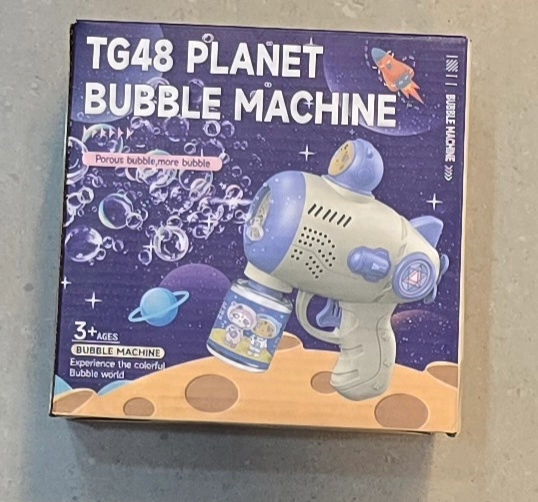 TG48 PLANET
BUBBLE MACHINE
Porous bubble,more bubble
BUBBLE MACHINE
3+AGES
BUBBLE MACHINE
Experience the colorful
Bubble world